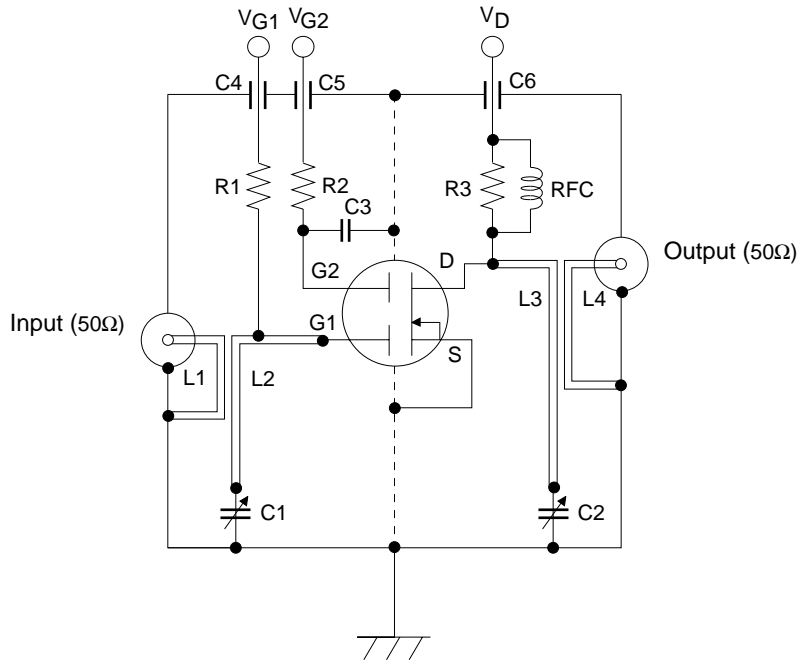 VG1
VG2
VD
C4
C5
C6
R1
R2
R3
RFC
C3
G2
D
Output (50Ω)
Input (50Ω)
G1
L3
L4
S
L1
L2
C1
C2